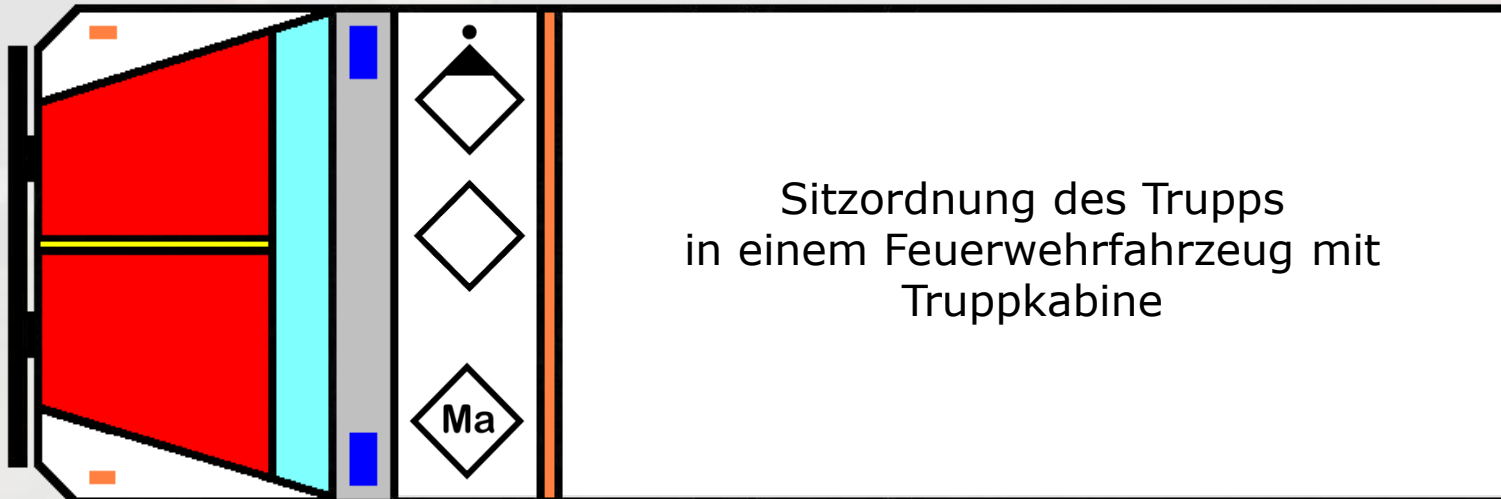 Sitzordnung des Trupps
in einem Feuerwehrfahrzeug mit
Truppkabine
Ma